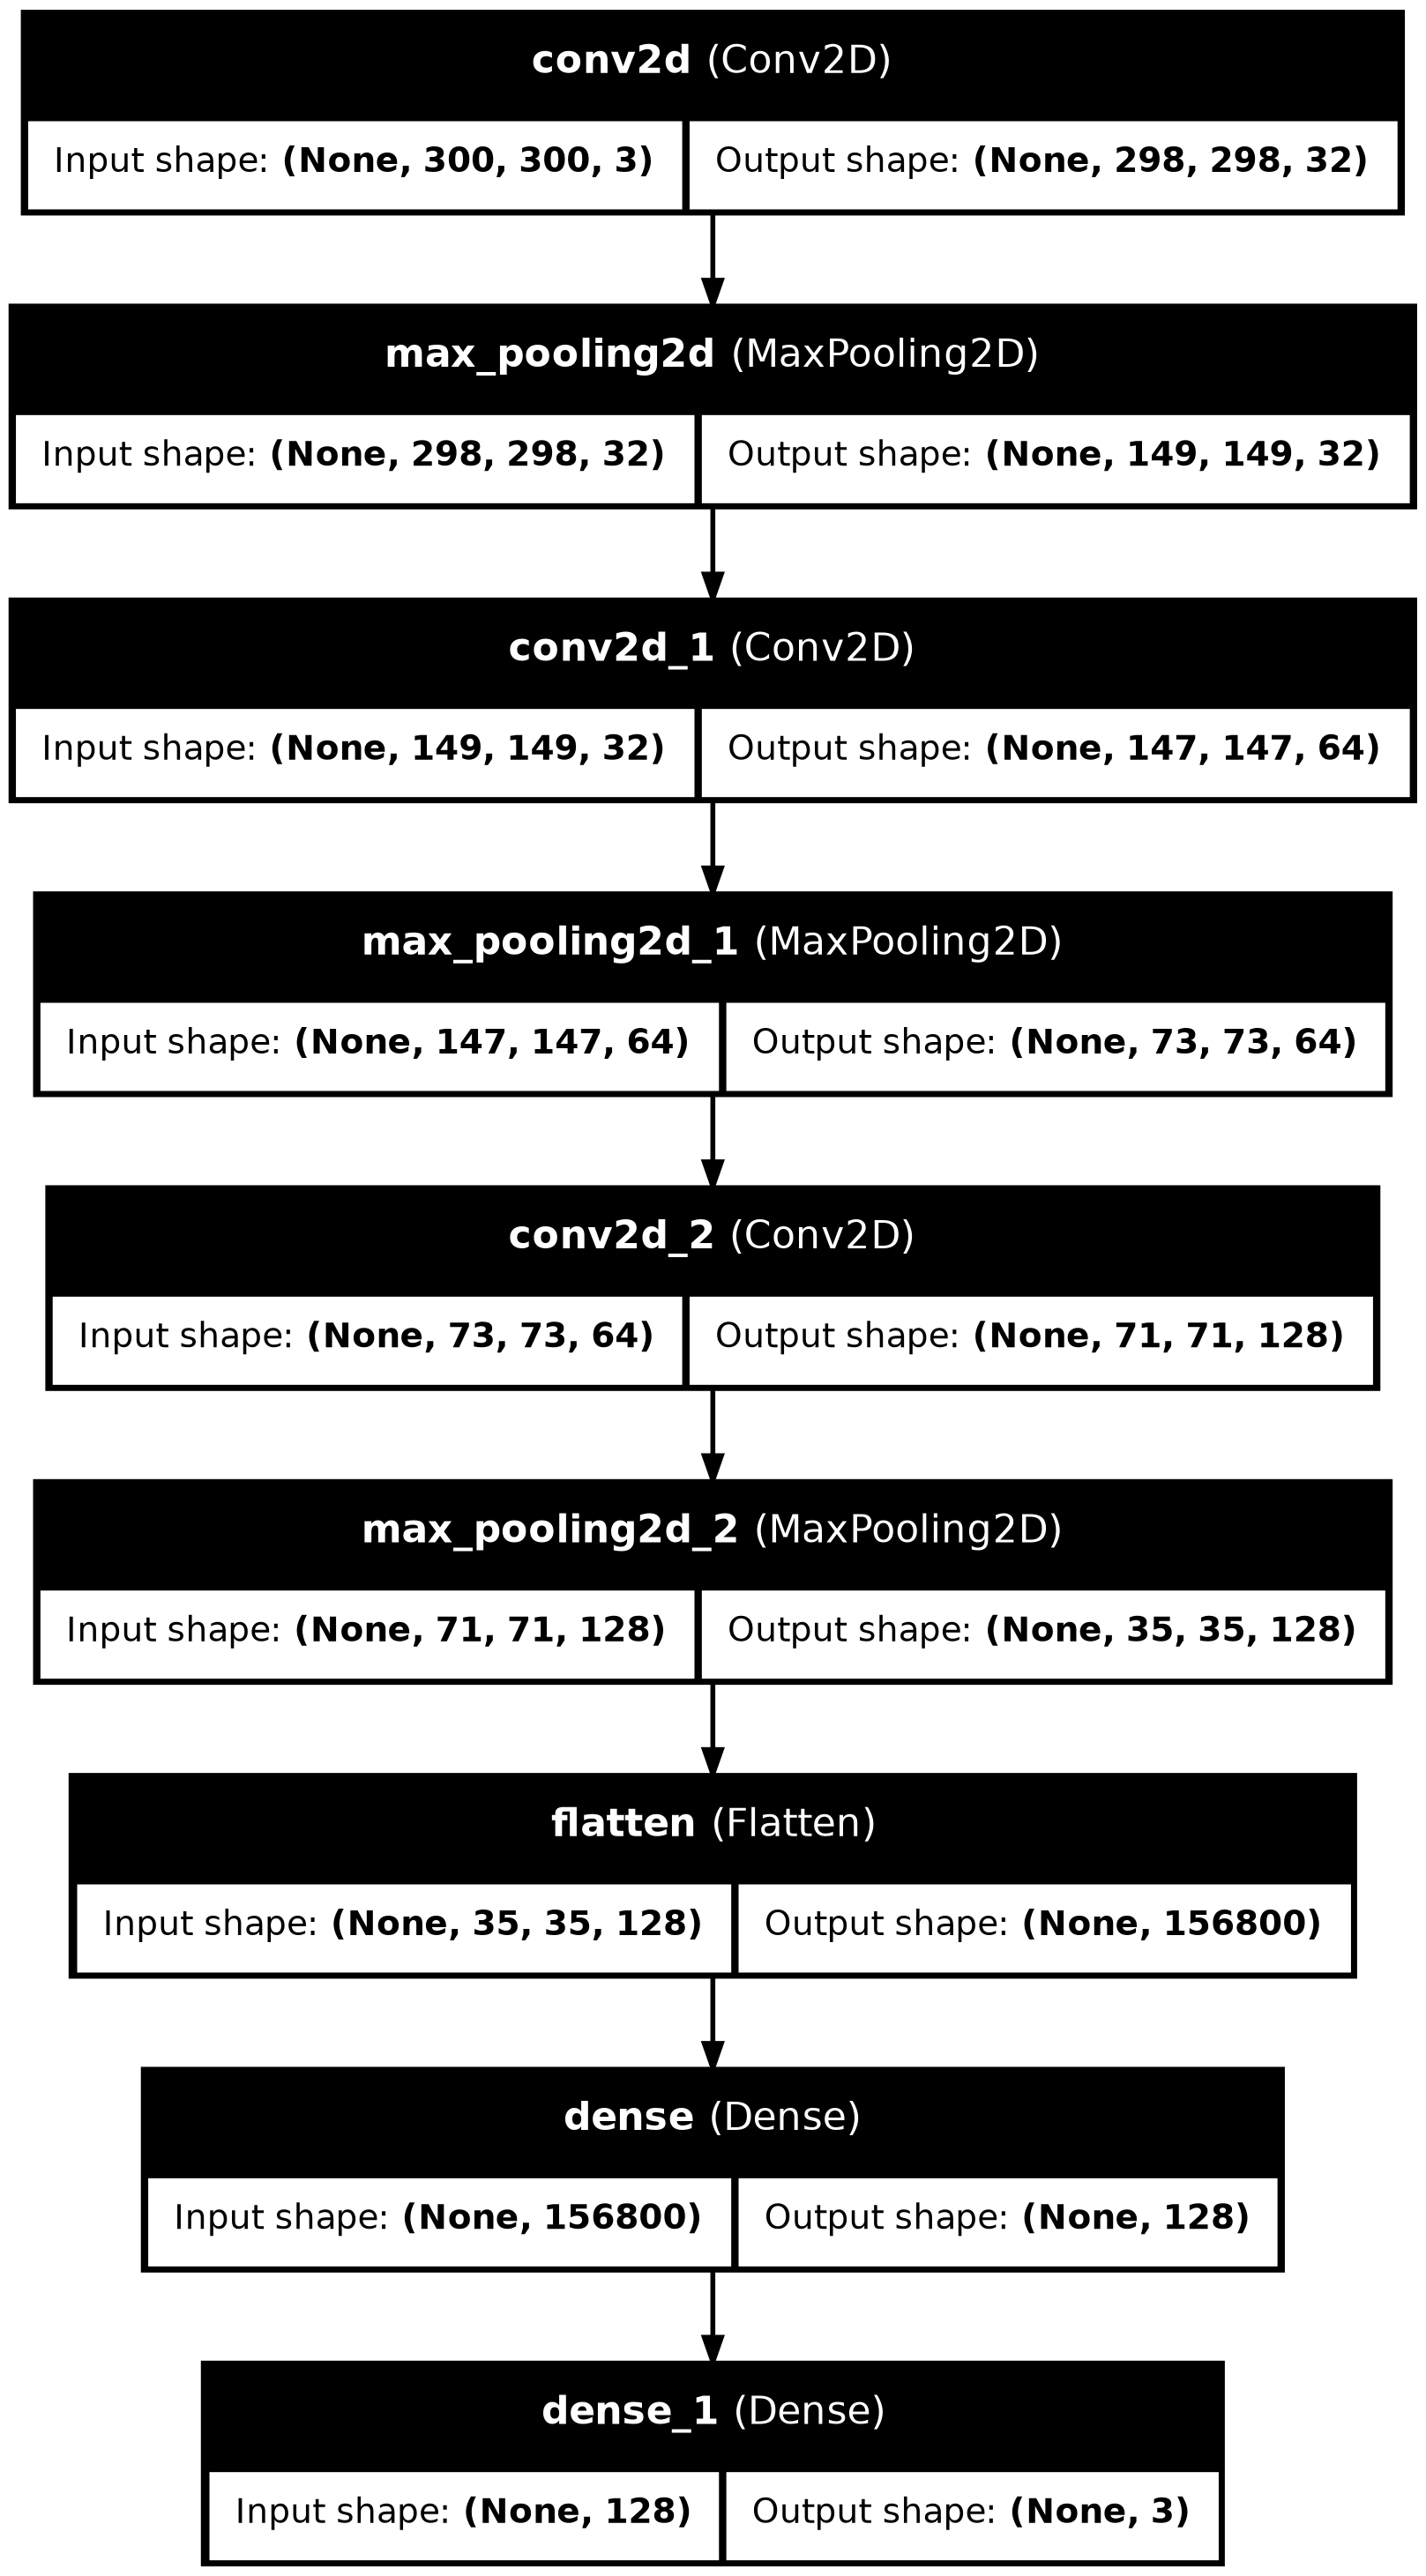 conv2d (Conv2D)
Input shape: (None, 300, 300, 3) Output shape: (None, 298, 298, 32)
max_pooling2d (MaxPooling2D)
Input shape: (None, 298, 298, 32) Output shape: (None, 149, 149, 32)
conv2d_1 (Conv2D)
Input shape: (None, 149, 149, 32) Output shape: (None, 147, 147, 64)
max_pooling2d_1 (MaxPooling2D)
Input shape: (None, 147, 147, 64) Output shape: (None, 73, 73, 64)
conv2d_2 (Conv2D)
Input shape: (None, 73, 73, 64) Output shape: (None, 71, 71, 128)
max_pooling2d_2 (MaxPooling2D)
Input shape: (None, 71, 71, 128) Output shape: (None, 35, 35, 128)
flatten (Flatten)
Input shape: (None, 35, 35, 128) Output shape: (None, 156800)
dense (Dense)
Input shape: (None, 156800) Output shape: (None, 128)
dense_1 (Dense)
Input shape: (None, 128) Output shape: (None, 3)